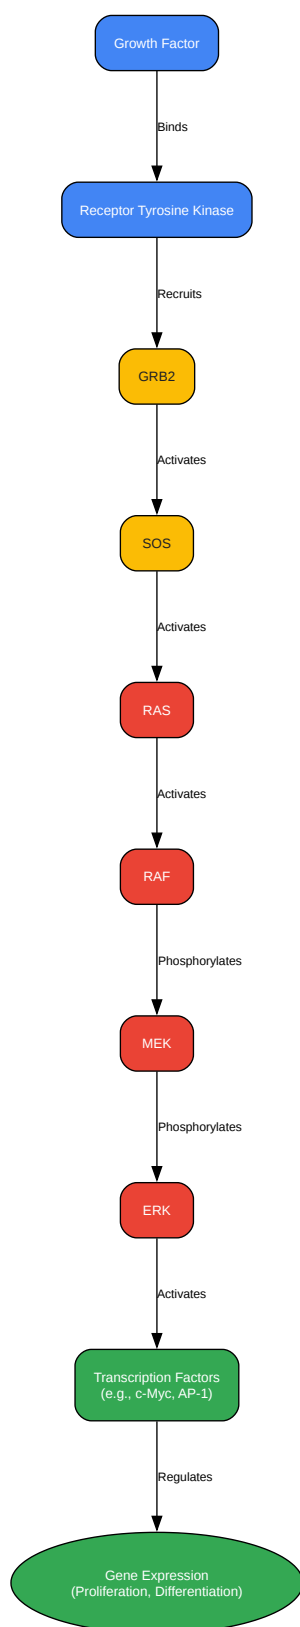 Growth Factor
Binds
Receptor Tyrosine Kinase
Recruits
GRB2
Activates
SOS
Activates
RAS
Activates
RAF
Phosphorylates
MEK
Phosphorylates
ERK
Activates
Transcription Factors
(e.g., c-Myc, AP-1)
Regulates
Gene Expression
(Proliferation, Differentiation)